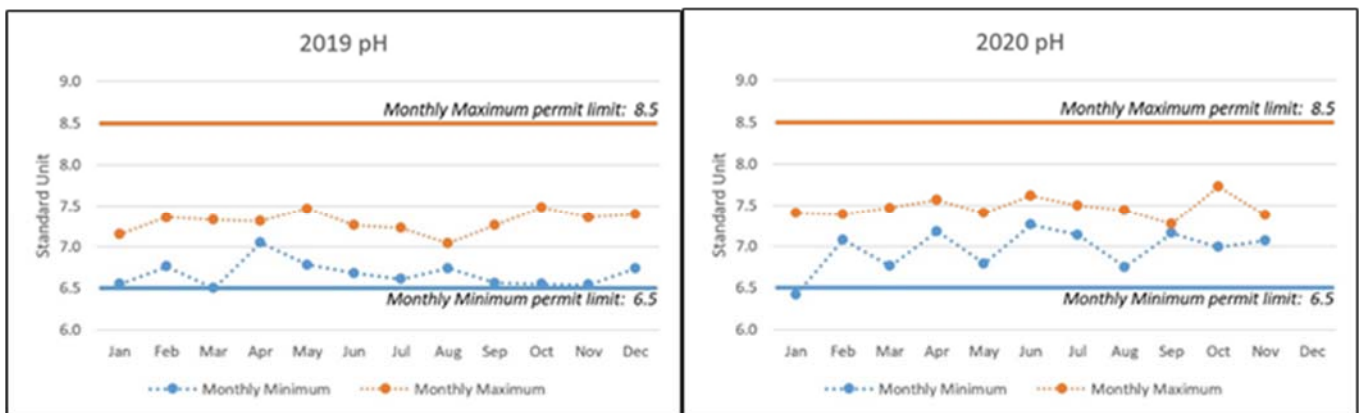 2019 pH
9.0
Monthly Maximum permit limit: 8.5
8.5
8.0
7.5
7.0
6.5
Monthly Minimum permit limit: 6.5
6.0
Standard Unit
Jan Feb Mar Apr May Jun Jul Aug Sep Oct Nov Dec
Monthly Minimum Monthly Maximum
2020 pH
9.0
Monthly Maximum permit limit: 8.5
8.5
8.0
7.5
7.0
6.5
Monthly Minimum permit limit: 6.5
6.0
Standard Unit
Jan Feb Mar Apr May Jun Jul Aug Sep Oct Nov Dec
Monthly Minimum Monthly Maximum